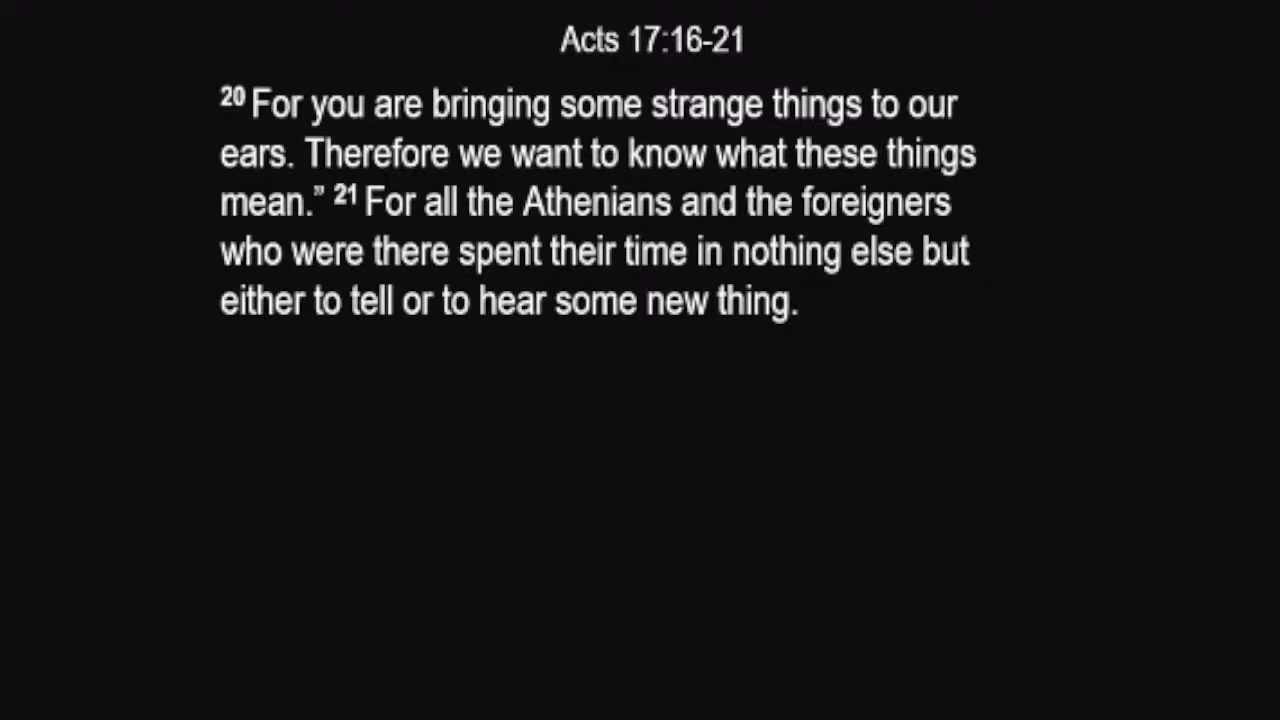 Acts 17:16-21
20 For you are bringing some strange things to our
ears. Therefore we want to know what these things
mean.” 21 For all the Athenians and the foreigners
who were there spent their time in nothing else but
either to tell or to hear some new thing.